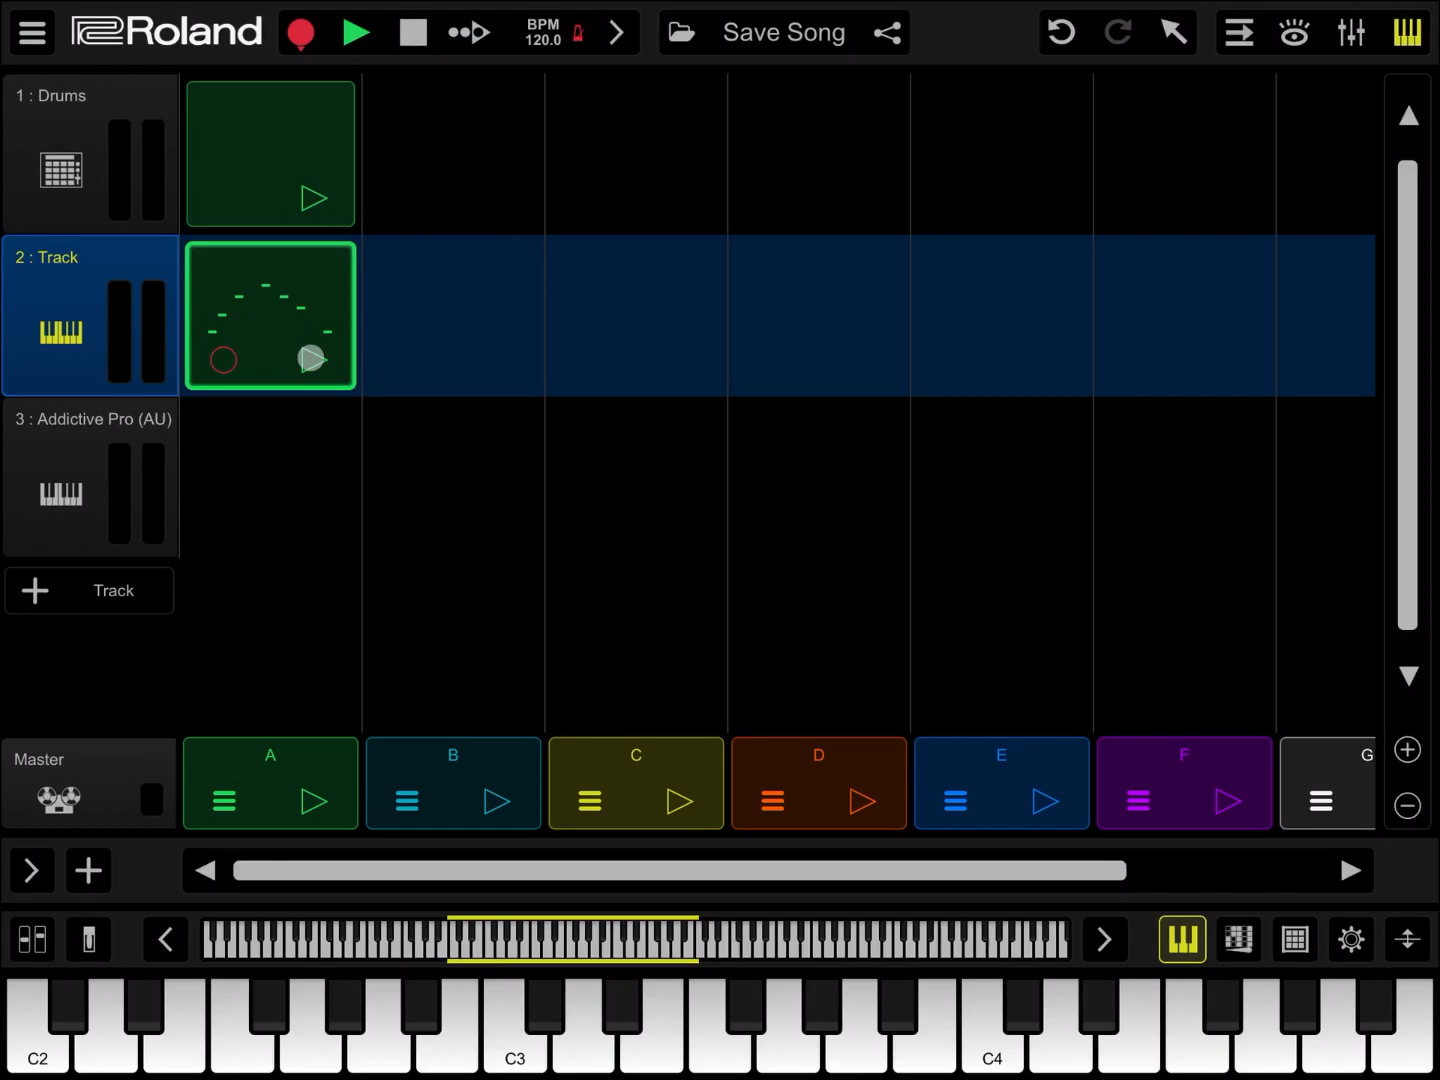 Roland
BPM
120.0
Save Song
1 : Drums
2 : Track
3 : Addictive Pro (AU)
Track
Master
A
B
C
D
E
F
G
C2
C3
C4